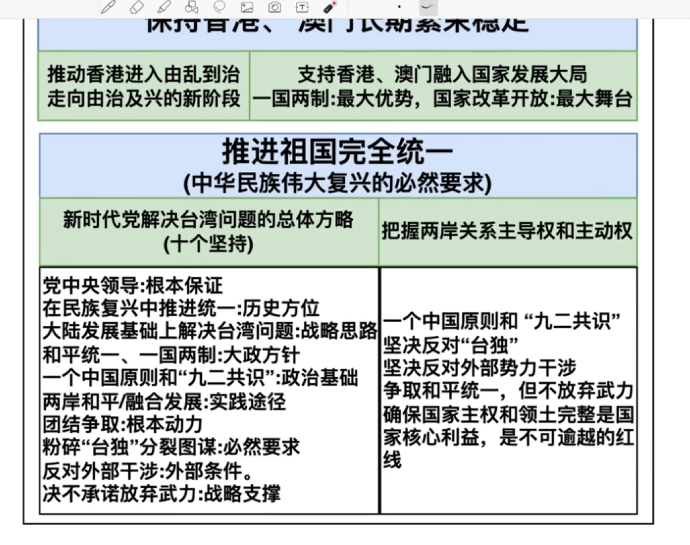 保持香港、澳门长期繁荣稳定
推动香港进入由乱到治
走向由治及兴的新阶段
支持香港、澳门融入国家发展大局
一国两制:最大优势，国家改革开放:最大舞台
推进祖国完全统一
(中华民族伟大复兴的必然要求)
新时代党解决台湾问题的总体方略
(十个坚持)
把握两岸关系主导权和主动权
党中央领导:根本保证
在民族复兴中推进统一:历史方位
大陆发展基础上解决台湾问题:战略思路
和平统一、一国两制:大政方针
一个中国原则和“九二共识”:政治基础
两岸和平/融合发展:实践途径
团结争取:根本动力
粉碎“台独”分裂图谋:必然要求
反对外部干涉:外部条件。
决不承诺放弃武力:战略支撑
一个中国原则和 “九二共识”
坚决反对“台独”
坚决反对外部势力干涉
争取和平统一，但不放弃武力
确保国家主权和领土完整是国
家核心利益，是不可逾越的红
线